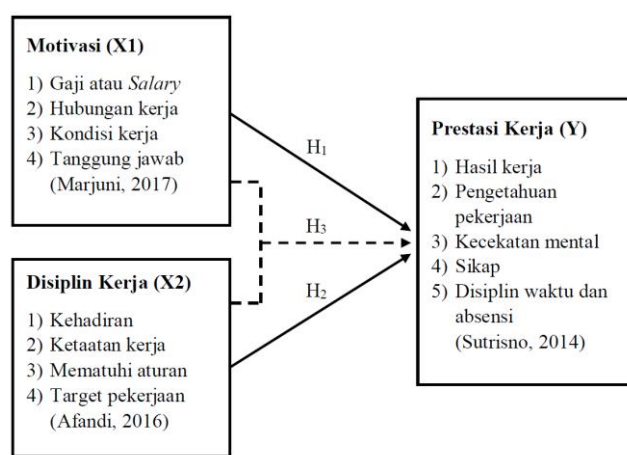 Motivasi (X1)
1) Gaji atau Salary
2) Hubungan kerja
3) Kondisi kerja
4) Tanggung jawab
(Marjuni, 2017)
H1
H3
H2
Disiplin Kerja (X2)
1) Kehadiran
2) Ketaatan kerja
3) Mematuhi aturan
4) Target pekerjaan
(Afandi, 2016)
Prestasi Kerja (Y)
1) Hasil kerja
2) Pengetahuan
pekerjaan
3) Kecekatan mental
4) Sikap
5) Disiplin waktu dan
absensi
(Sutrisno, 2014)